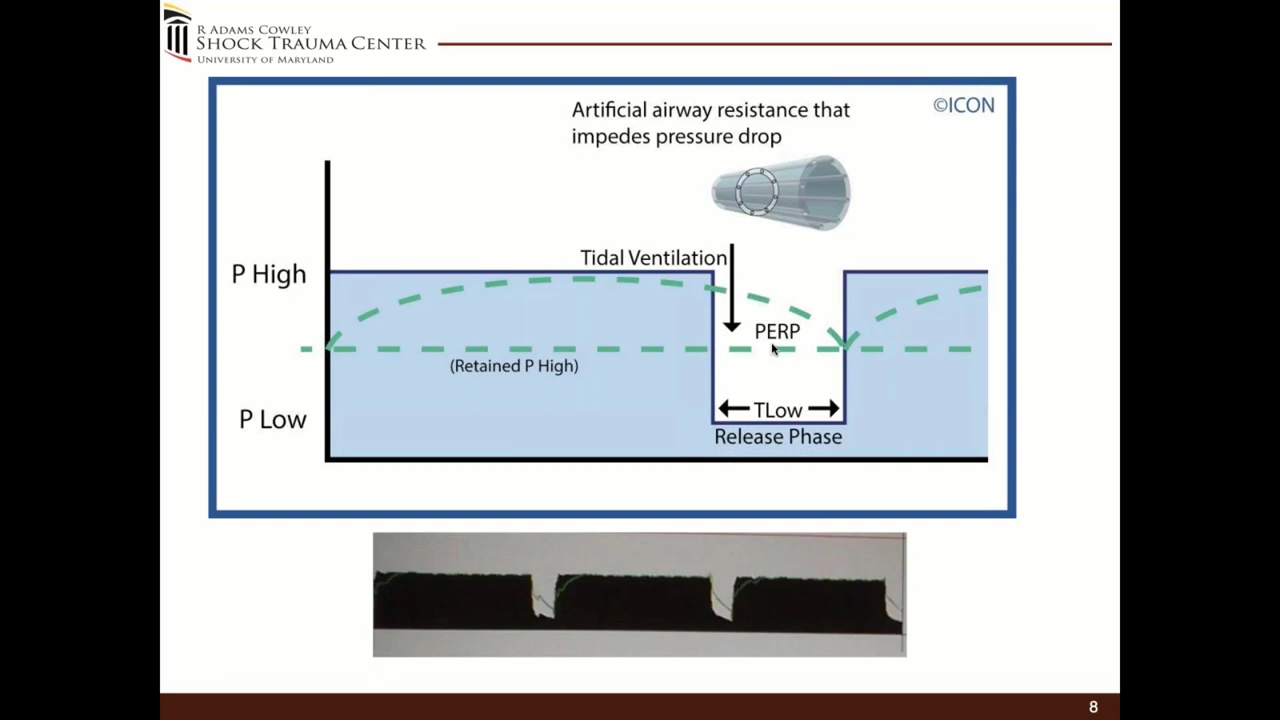 R ADAMS COWLEY
SHOCK TRAUMA CENTER
UNIVERSITY OF MARYLAND
Artificial airway resistance that
impedes pressure drop
©ICON
Tidal Ventilation
P High
PERP
(Retained P High)
TLow
P Low
Release Phase
8